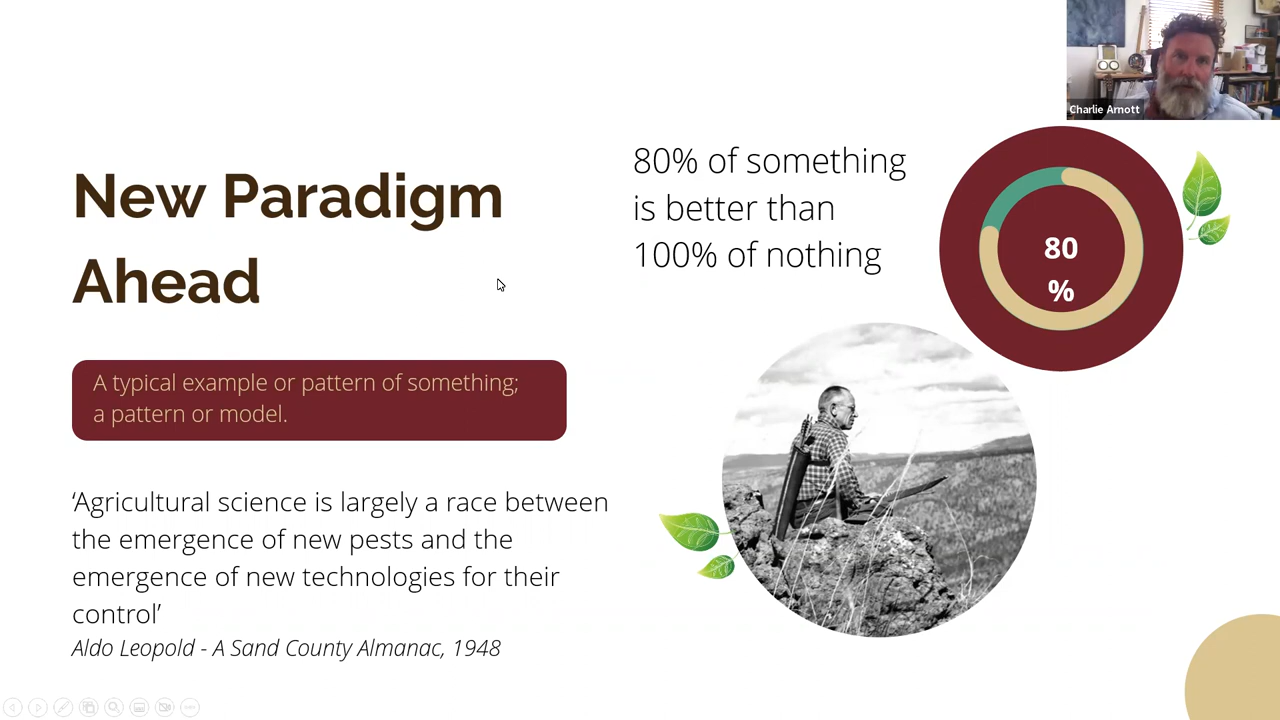 Charlie Arnott
New Paradigm
Ahead
80% of something
is better than
100% of nothing
80
%
A typical example or pattern of something;
a pattern or model.
‘Agricultural science is largely a race between
the emergence of new pests and the
emergence of new technologies for their
control’
Aldo Leopold - A Sand County Almanac, 1948